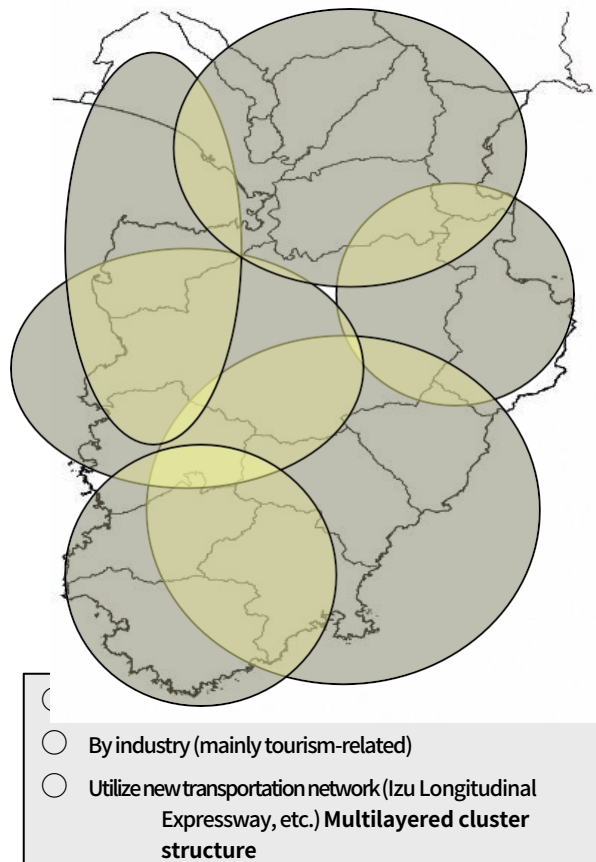 ○ By industry (mainly tourism-related)
○ Utilize new transportation network (Izu Longitudinal
Expressway, etc.) Multilayered cluster
structure